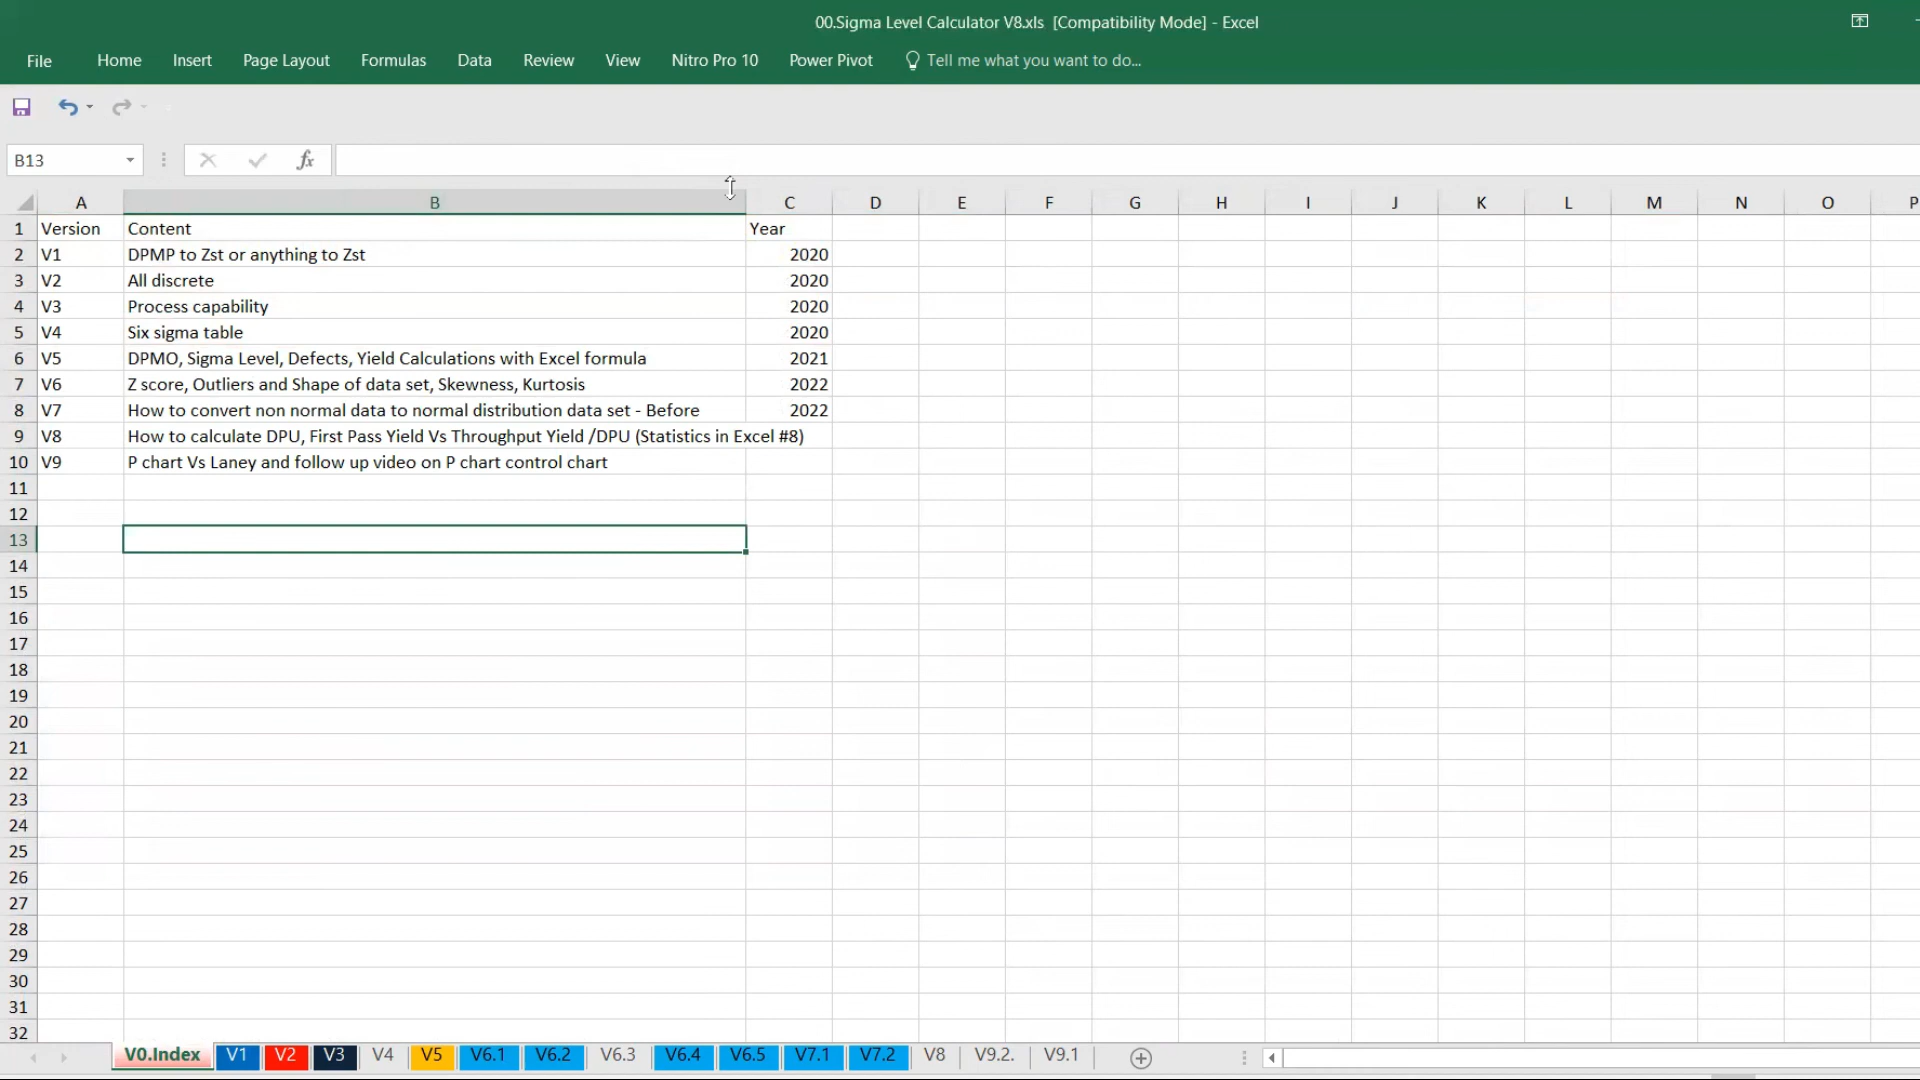 00.Sigma Level Calculator V8.xls [Compatibility Mode] - Excel
File Home Insert Page Layout Formulas Data Review View Nitro Pro 10 Power Pivot Tell me what you want to do...
B13 fx
A B C D E F G H I J K L M N O P
1 Version Content Year
2 V1 DPMP to Zst or anything to Zst 2020
3 V2 All discrete 2020
4 V3 Process capability 2020
5 V4 Six sigma table 2020
6 V5 DPMO, Sigma Level, Defects, Yield Calculations with Excel formula 2021
7 V6 Z score, Outliers and Shape of data set, Skewness, Kurtosis 2022
8 V7 How to convert non normal data to normal distribution data set - Before 2022
9 V8 How to calculate DPU, First Pass Yield Vs Throughput Yield /DPU (Statistics in Excel #8)
10 V9 P chart Vs Laney and follow up video on P chart control chart
11
12
13
14
15
16
17
18
19
20
21
22
23
24
25
26
27
28
29
30
31
32
V0.Index V1 V2 V3 V4 V5 V6.1 V6.2 V6.3 V6.4 V6.5 V7.1 V7.2 V8 V9.2. V9.1